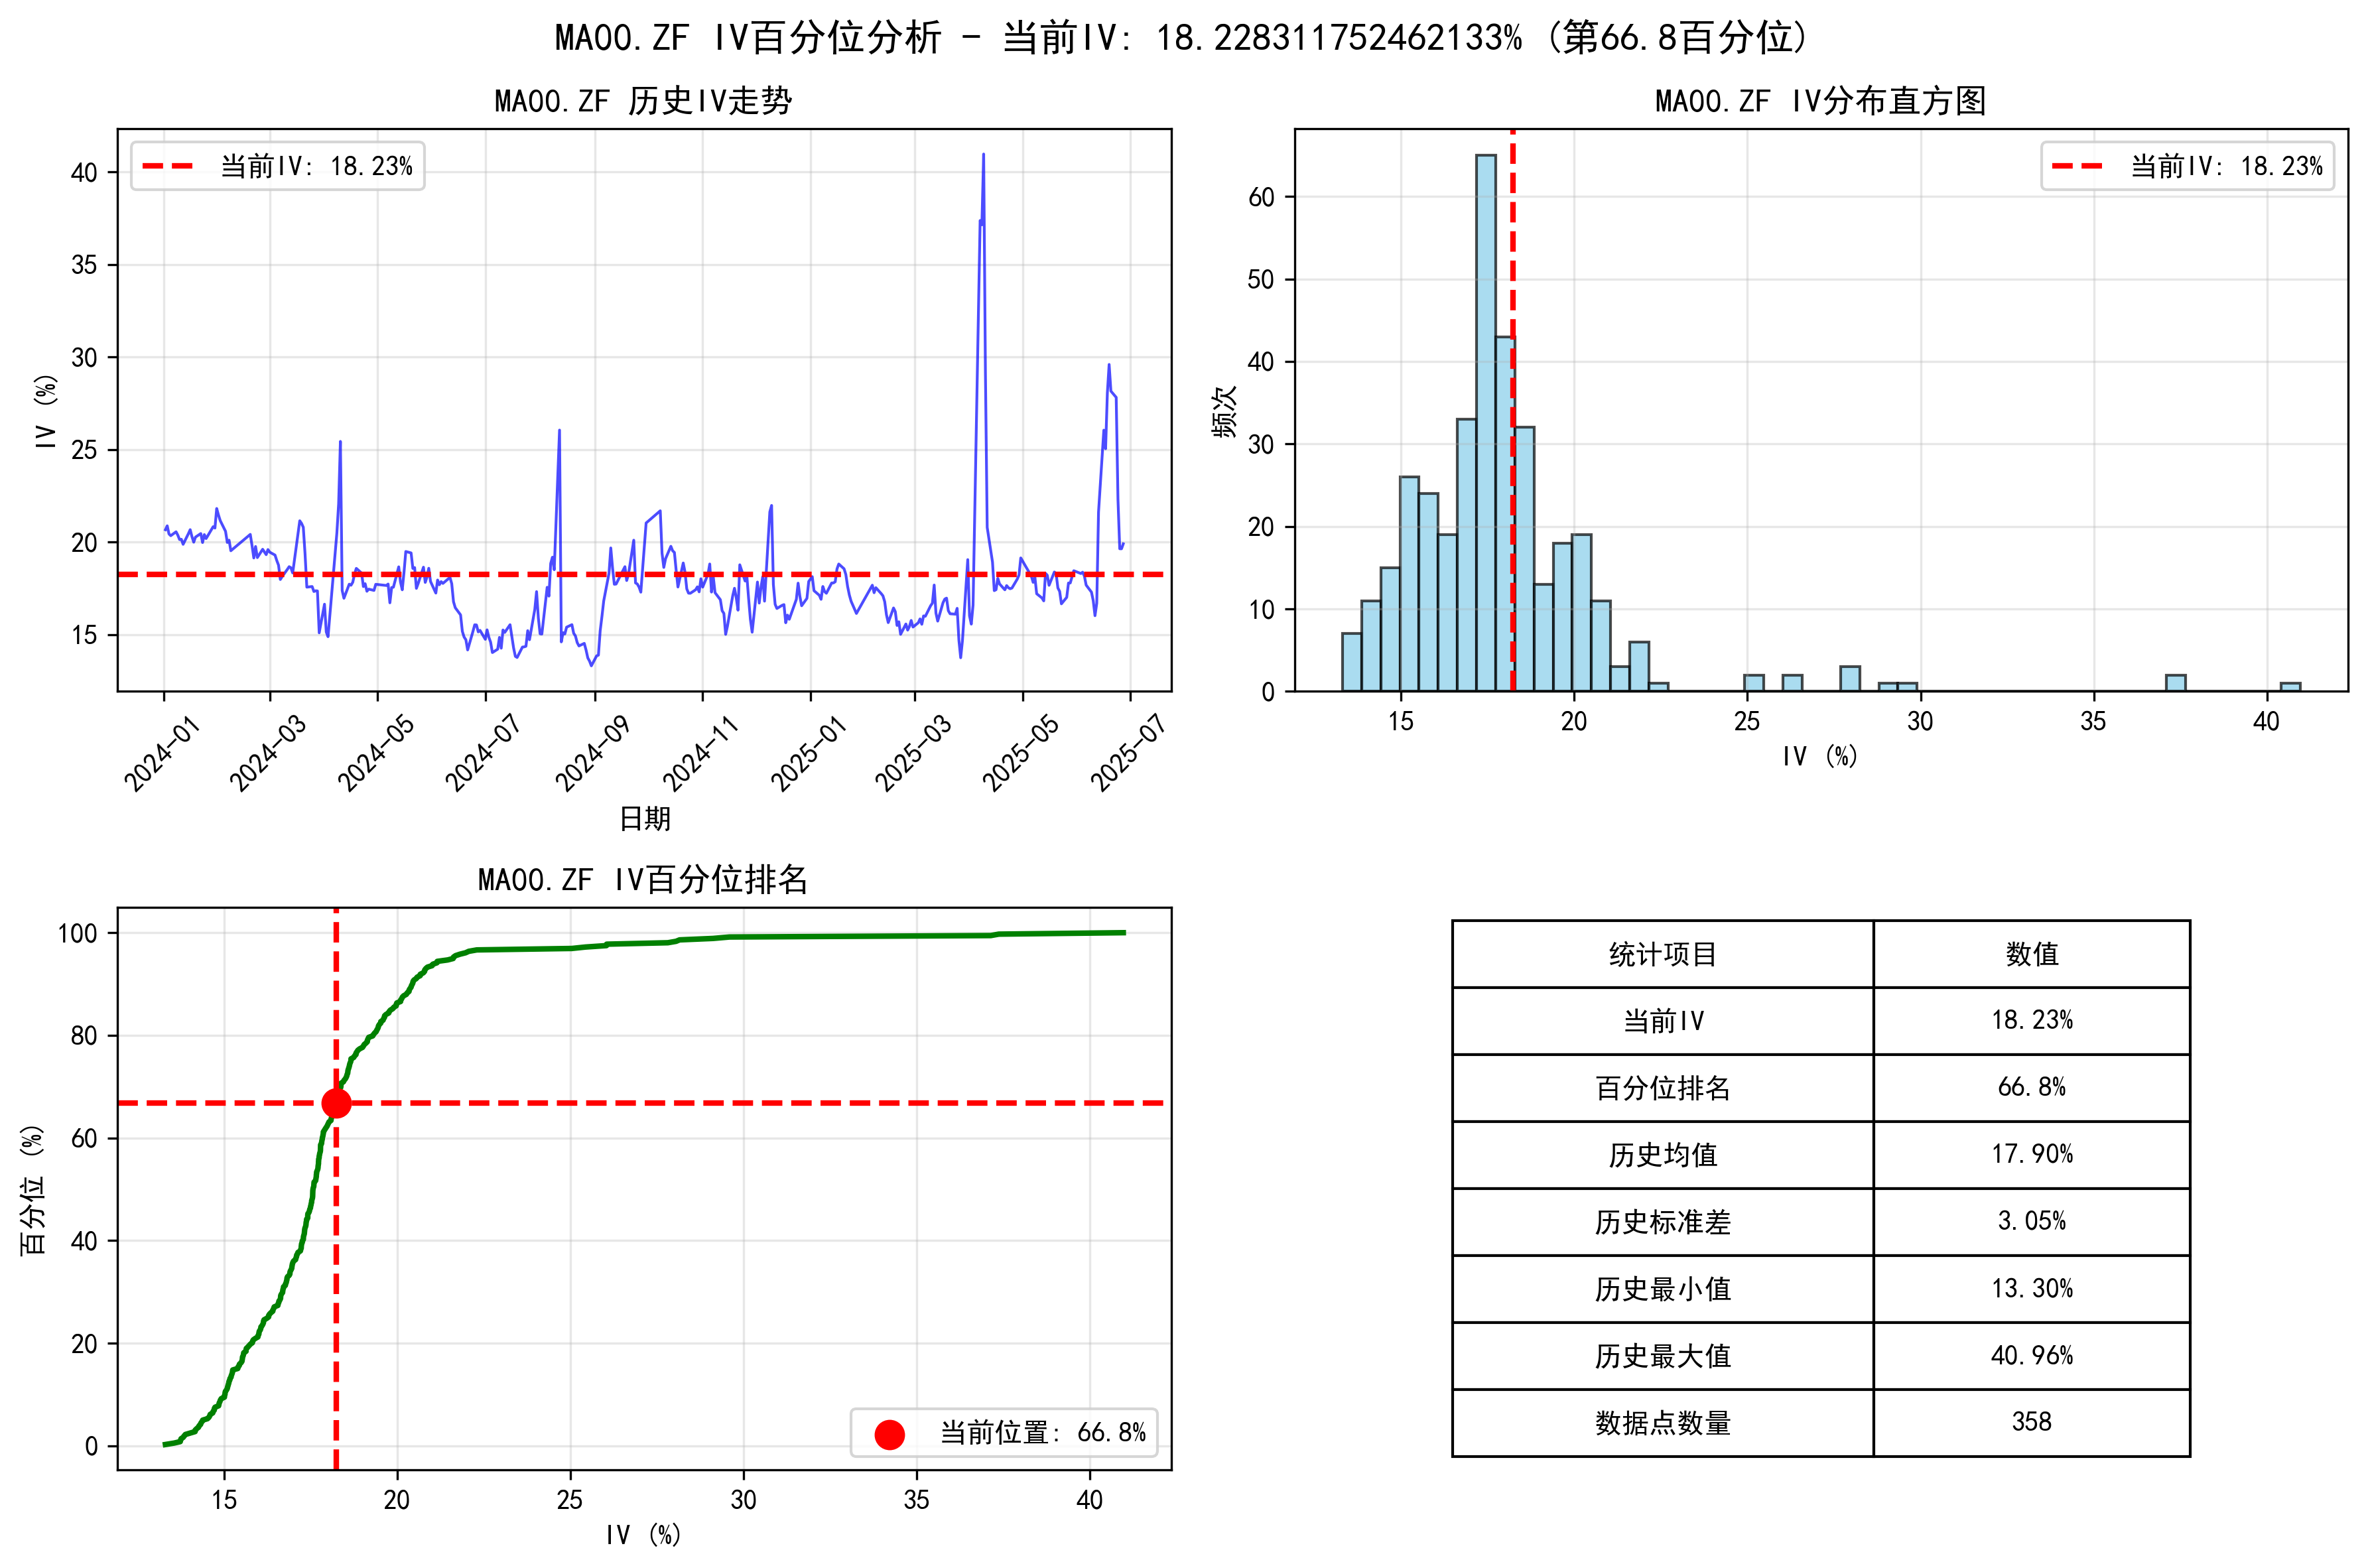 MA00.ZF IV百分位分析 - 当前IV: 18.228311752462133% (第66.8百分位)
MA00.ZF 历史IV走势
当前IV: 18.23%
IV (%)
40
35
30
25
20
15
2024-01
2024-03
2024-05
2024-07
2024-09
2024-11
2025-01
2025-03
2025-05
2025-07
日期
MA00.ZF IV分布直方图
当前IV: 18.23%
频次
60
50
40
30
20
10
0
15
20
25
30
35
40
IV (%)
MA00.ZF IV百分位排名
百分位 (%)
100
80
60
40
20
0
当前位置: 66.8%
15
20
25
30
35
40
IV (%)
统计项目 数值
当前IV 18.23%
百分位排名 66.8%
历史均值 17.90%
历史标准差 3.05%
历史最小值 13.30%
历史最大值 40.96%
数据点数量 358